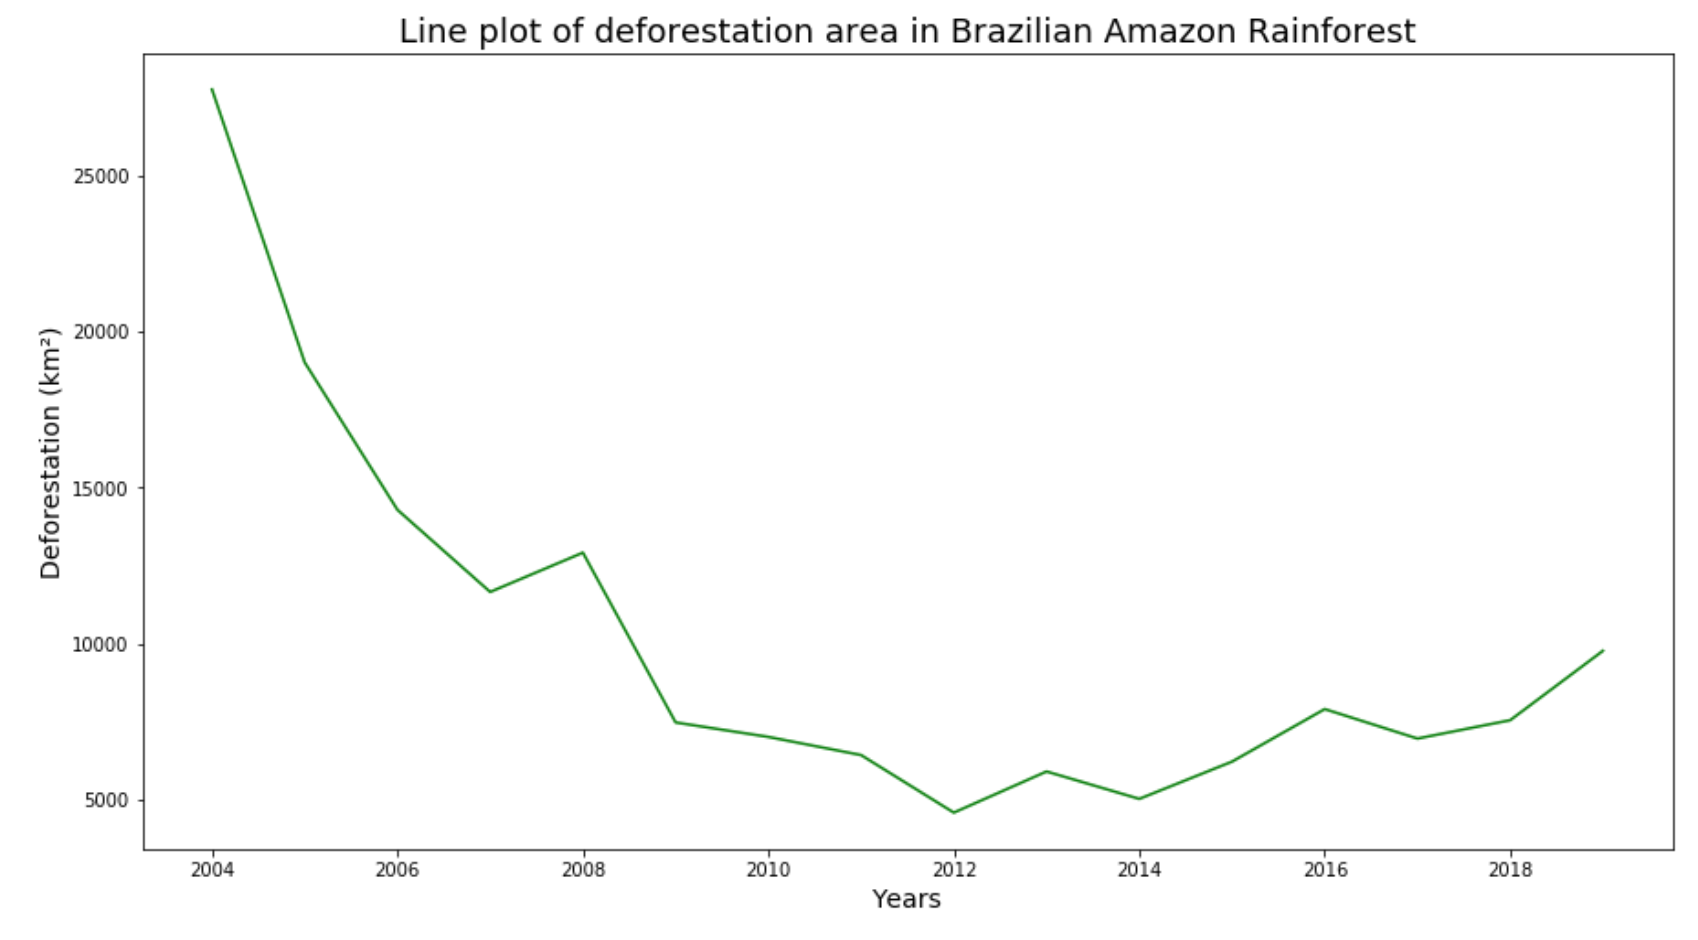 Line plot of deforestation area in Brazilian Amazon Rainforest
Deforestation (km²)
25000
20000
15000
10000
5000
2004 2006 2008 2010 2012 2014 2016 2018
Years